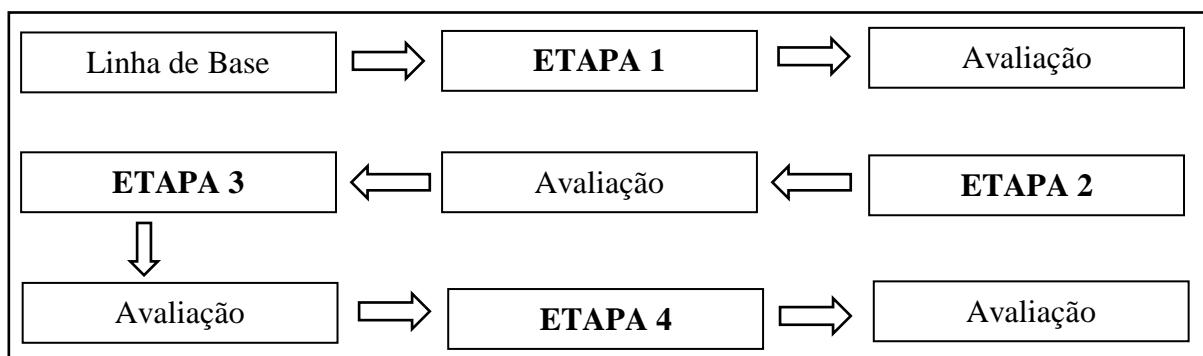 Linha de Base
ETAPA 1
Avaliação
ETAPA 3
Avaliação
ETAPA 2
Avaliação
ETAPA 4
Avaliação